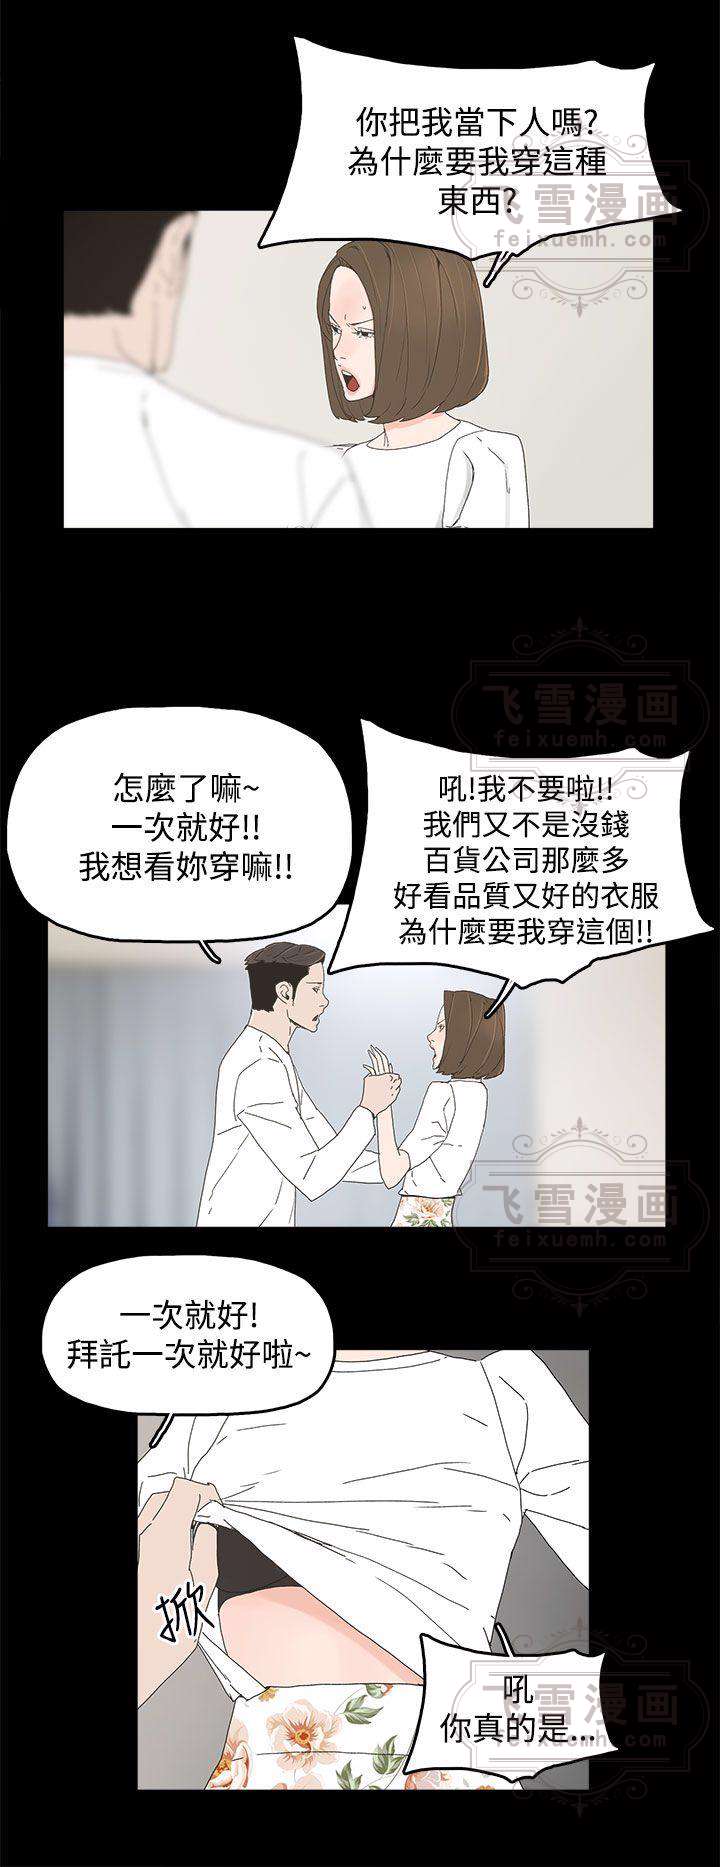 你把我當下人嗎?
為什麼要我穿這種
東西?
飞雪漫画
feixuemh.com
飞雪漫画
feixuemh.com
怎麼了嘛~
一次就好!!
我想看妳穿嘛!!
吼!我不要啦!!
我們又不是沒錢
百貨公司那麼多
好看品質又好的衣服
為什麼要我穿這個!!
飞雪漫画
feixuemh.com
一次就好!
拜託一次就好啦~
掀
吼
你真的是...
飞雪漫画
feixuemh.com